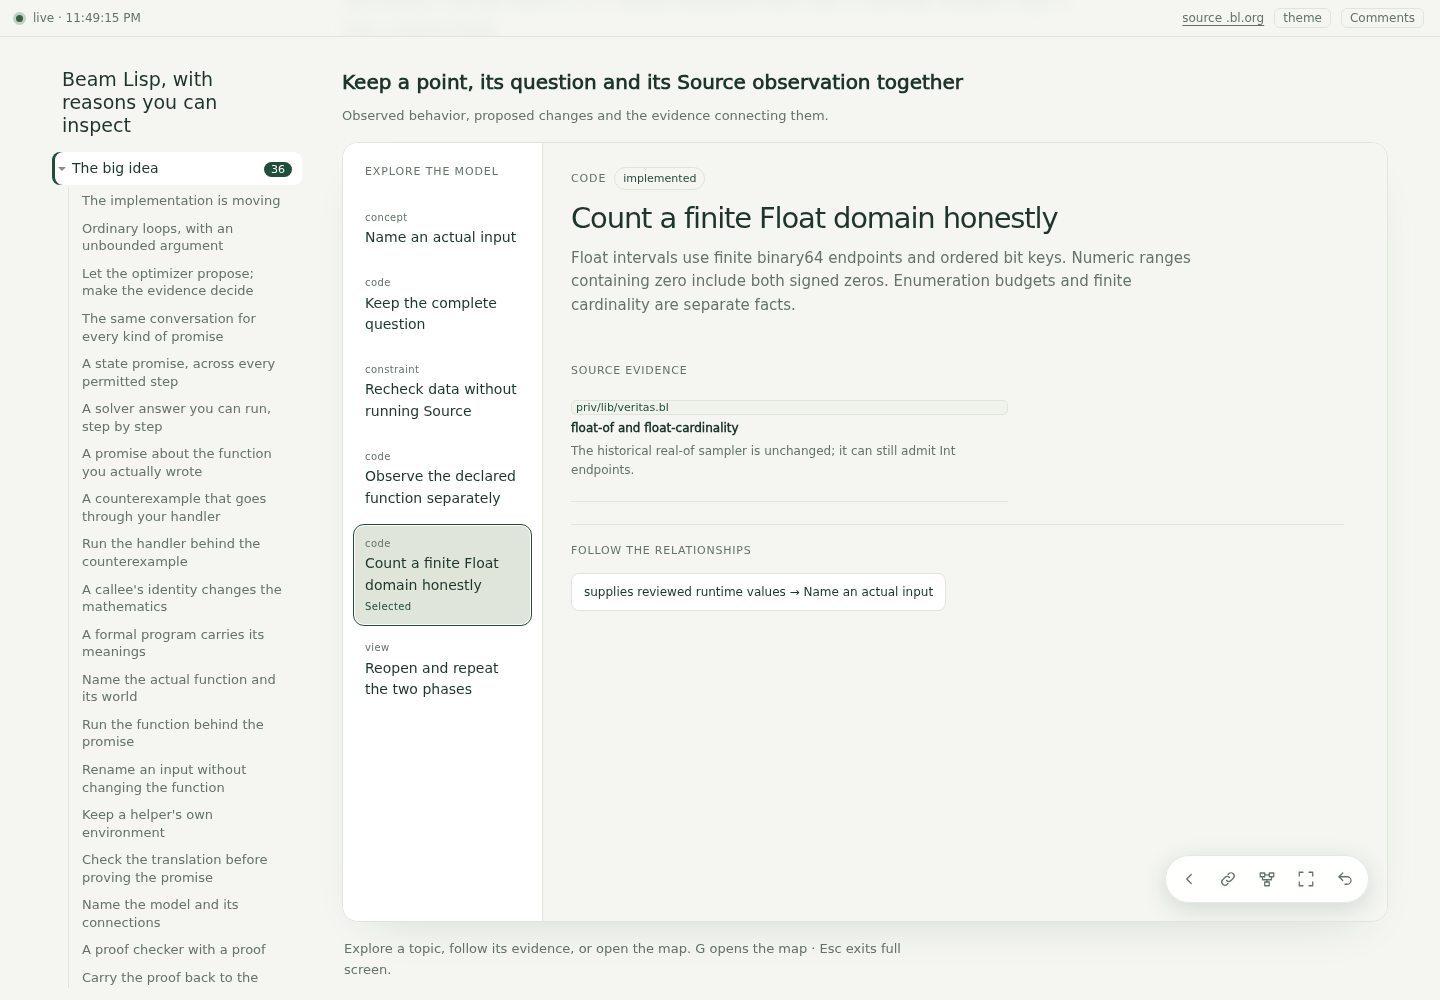 live · 11:49:15 PM
source .bl.org
theme
Comments
Beam Lisp, with
reasons you can
inspect
The big idea
36
The implementation is moving
Ordinary loops, with an
unbounded argument
Let the optimizer propose;
make the evidence decide
The same conversation for
every kind of promise
A state promise, across every
permitted step
A solver answer you can run,
step by step
A promise about the function
you actually wrote
A counterexample that goes
through your handler
Run the handler behind the
counterexample
A callee's identity changes the
mathematics
A formal program carries its
meanings
Name the actual function and
its world
Run the function behind the
promise
Rename an input without
changing the function
Keep a helper's own
environment
Check the translation before
proving the promise
Name the model and its
connections
A proof checker with a proof
Carry the proof back to the
Keep a point, its question and its Source observation together
Observed behavior, proposed changes and the evidence connecting them.
EXPLORE THE MODEL
concept
Name an actual input
code
Keep the complete
question
constraint
Recheck data without
running Source
code
Observe the declared
function separately
code
Count a finite Float
domain honestly
Selected
view
Reopen and repeat
the two phases
CODE
implemented
Count a finite Float domain honestly
Float intervals use finite binary64 endpoints and ordered bit keys. Numeric ranges
containing zero include both signed zeros. Enumeration budgets and finite
cardinality are separate facts.
SOURCE EVIDENCE
priv/lib/veritas.bl
float-of and float-cardinality
The historical real-of sampler is unchanged; it can still admit Int
endpoints.
FOLLOW THE RELATIONSHIPS
supplies reviewed runtime values → Name an actual input
Explore a topic, follow its evidence, or open the map. G opens the map · Esc exits full
screen.